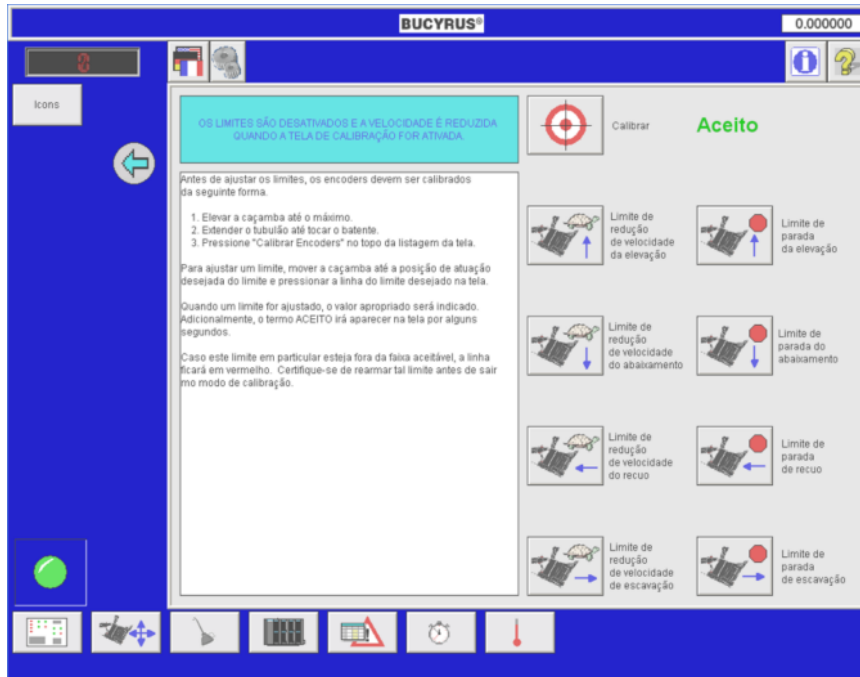 BUCYRUS®
0.000000
0
Icons
OS LIMITES SÃO DESATIVADOS E A VELOCIDADE É REDUZIDA
QUANDO A TELA DE CALIBRAÇÃO FOR ATIVADA.
Calibrar
Aceito
Antes de ajustar os limites, os encoders devem ser calibrados
da seguinte forma.
1. Elevar a caçamba até o máximo.
2. Extender o tubulão até tocar o batente.
3. Pressione "Calibrar Encoders" no topo da listagem da tela.
Para ajustar um limite, mover a caçamba até a posição de atuação
desejada do limite e pressionar a linha do limite desejado na tela.
Quando um limite for ajustado, o valor apropriado será indicado.
Adicionalmente, o termo ACEITO irá aparecer na tela por alguns
segundos.
Caso este limite em particular esteja fora da faixa aceitável, a linha
ficará em vermelho. Certifique-se de rearmar tal limite antes de sair
mo modo de calibração.
Limite de
redução
de velocidade
da elevação
Limite de
parada
da elevação
Limite de
redução
de velocidade
do abaixamento
Limite de
parada do
abaixamento
Limite de
redução
de velocidade
do recuo
Limite de
parada
de recuo
Limite de
redução
de velocidade
de escavação
Limite de
parada
de escavação